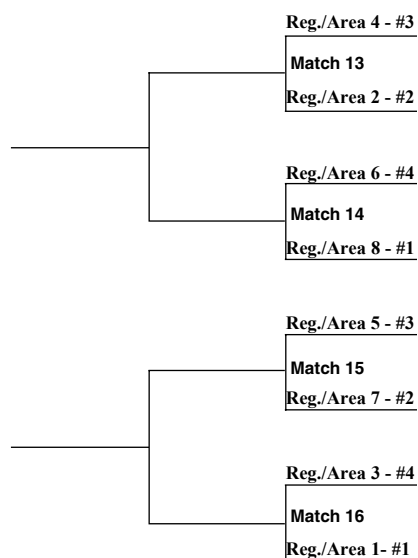 Reg./Area 4 - #3
Match 13
Reg./Area 2 - #2
Reg./Area 6 - #4
Match 14
Reg./Area 8 - #1
Reg./Area 5 - #3
Match 15
Reg./Area 7 - #2
Reg./Area 3 - #4
Match 16
Reg./Area 1- #1